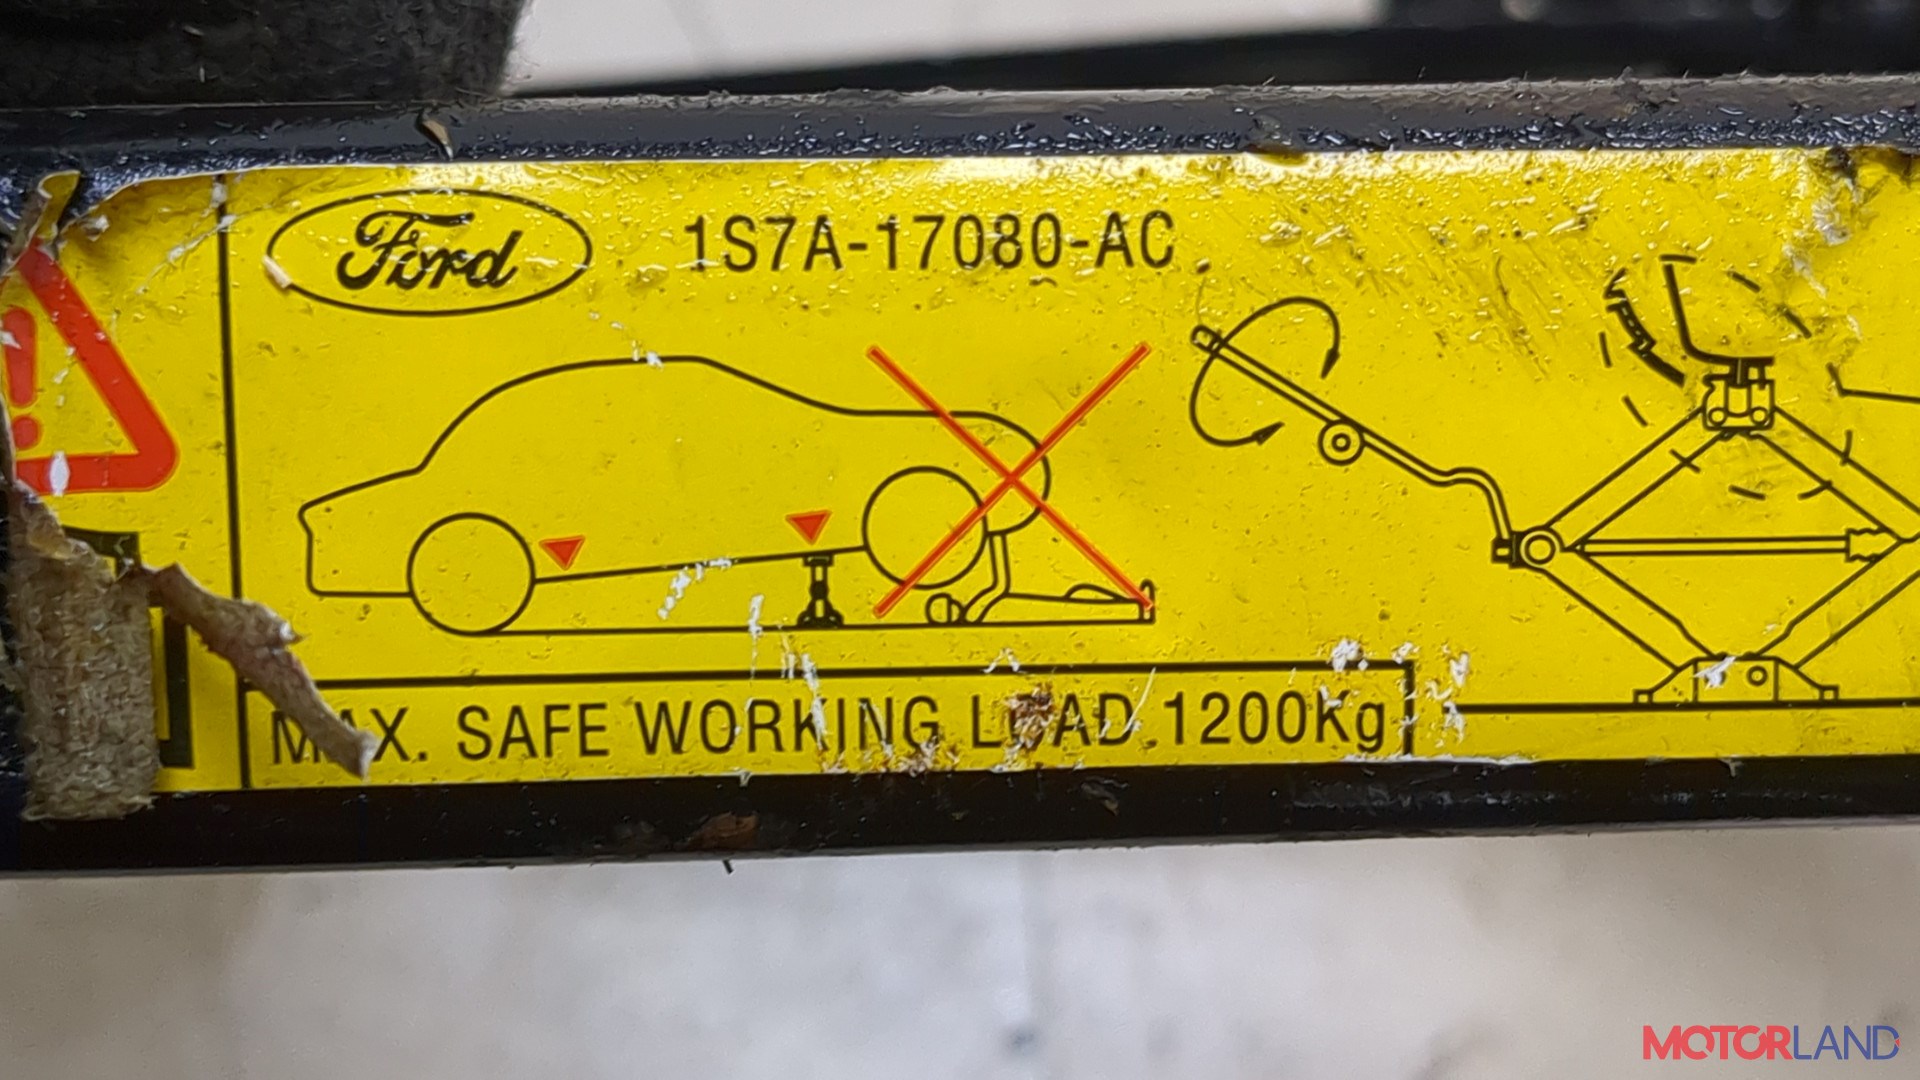 Ford
1S7A-17080-AC
MAX. SAFE WORKING LOAD 1200Kg
MOTORLAND